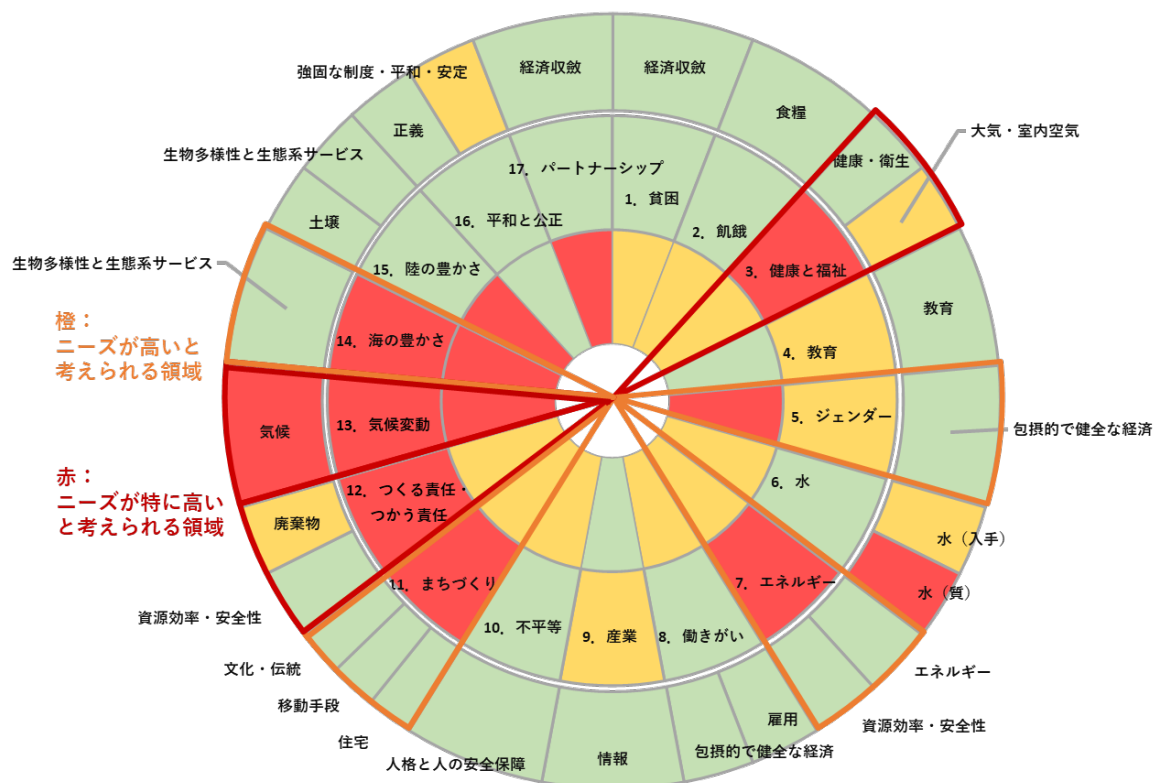 強固な制度・平和・安定
経済収斂
経済収斂
食糧
大気・室内空気
正義
健康・衛生
生物多様性と生態系サービス
17. パートナーシップ
1. 貧困
16. 平和と公正
2. 飢餓
土壌
15. 陸の豊かさ
3. 健康と福祉
生物多様性と生態系サービス
教育
橙：
ニーズが高いと
考えられる領域
14. 海の豊かさ
4. 教育
気候
13. 気候変動
5. ジェンダー
包摂的で健全な経済
赤：
ニーズが特に高い
と考えられる領域
12. つくる責任・
つかう責任
6. 水
廃棄物
水（入手）
11. まちづくり
7. エネルギー
水（質）
資源効率・安全性
10. 不平等
9. 産業
8. 働きがい
文化・伝統
エネルギー
移動手段
雇用
資源効率・安全性
住宅
人格と人の安全保障
情報
包摂的で健全な経済